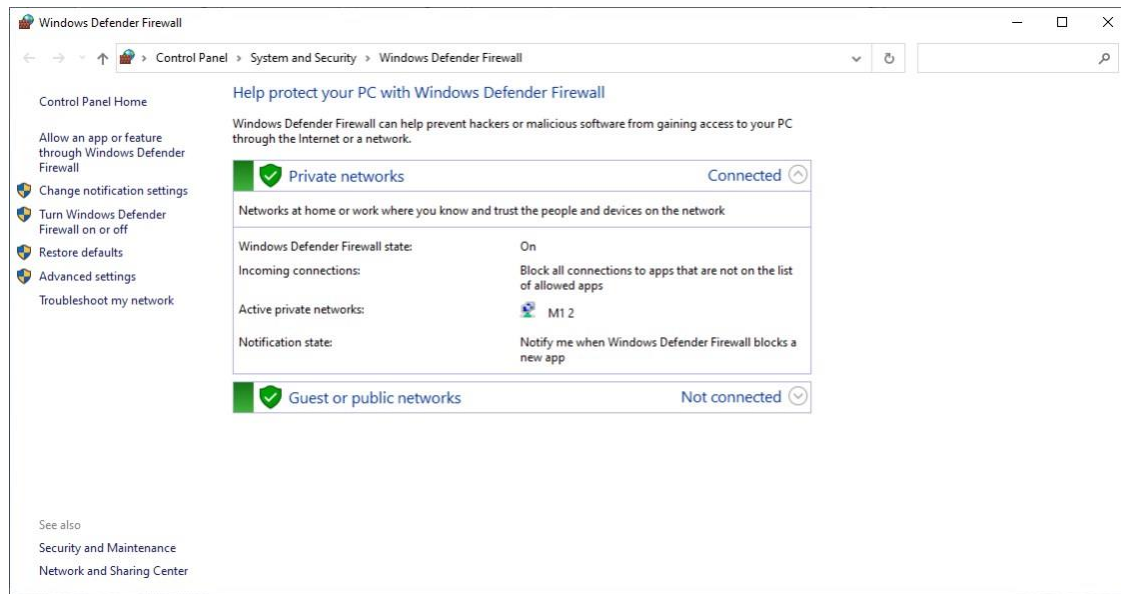 Windows Defender Firewall
Control Panel > System and Security > Windows Defender Firewall
Control Panel Home
Allow an app or feature
through Windows Defender
Firewall
Change notification settings
Turn Windows Defender
Firewall on or off
Restore defaults
Advanced settings
Troubleshoot my network
See also
Security and Maintenance
Network and Sharing Center
Help protect your PC with Windows Defender Firewall
Windows Defender Firewall can help prevent hackers or malicious software from gaining access to your PC
through the Internet or a network.
Private networks Connected
Networks at home or work where you know and trust the people and devices on the network
Windows Defender Firewall state: On
Incoming connections: Block all connections to apps that are not on the list
of allowed apps
Active private networks: M1 2
Notification state: Notify me when Windows Defender Firewall blocks a
new app
Guest or public networks Not connected